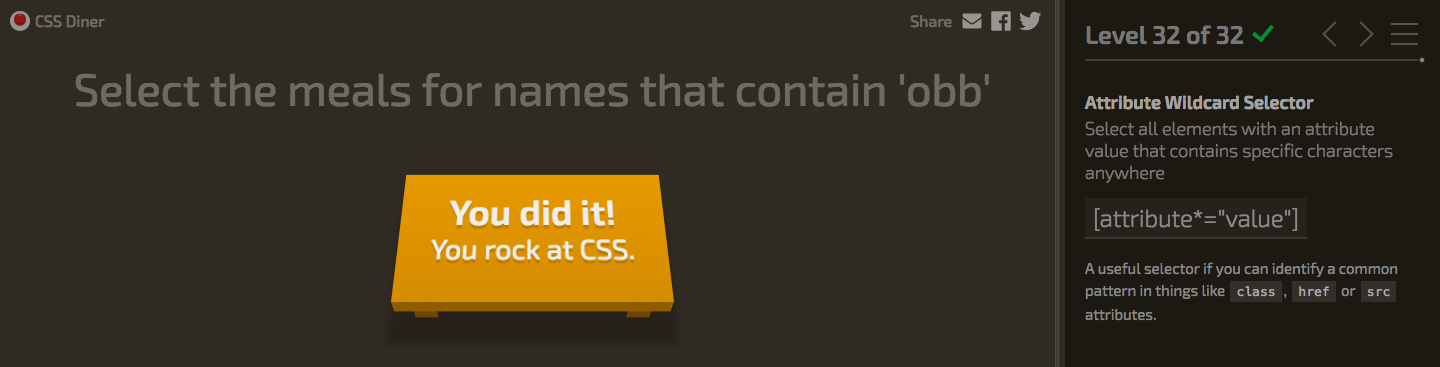 CSS Diner
Share
Select the meals for names that contain 'obb'
You did it!
You rock at CSS.
Level 32 of 32
Attribute Wildcard Selector
Select all elements with an attribute
value that contains specific characters
anywhere
[attribute*="value"]
A useful selector if you can identify a common
pattern in things like class, href or src
attributes.